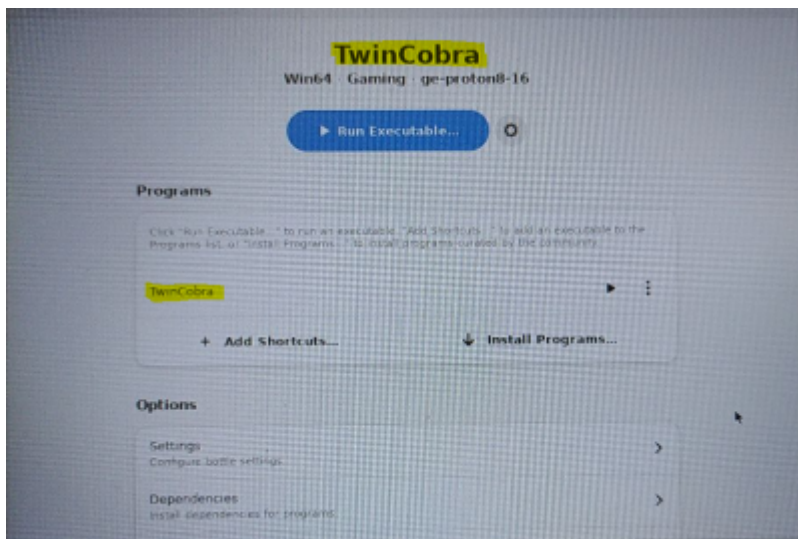 TwinCobra
Win64 · Gaming · ge-proton8-16
Run Executable...
Programs
Click "Run Executable..." to run an executable, "Add Shortcuts..." to add an executable to the
Programs list, or "Install Programs..." to install programs curated by the community.
TwinCobra
+ Add Shortcuts... Install Programs...
Options
Settings
Configure bottle settings.
Dependencies
Install dependencies for programs.